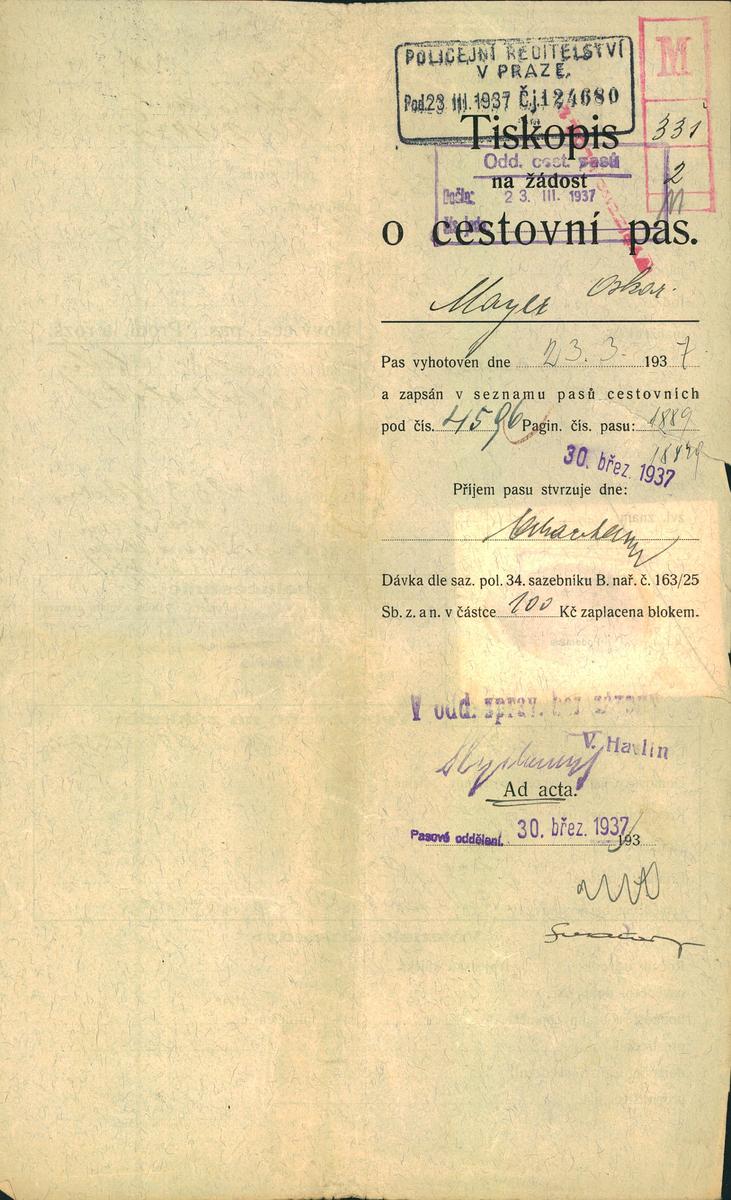 POLICEJNÍ ŘEDITELSTVÍ
V PRAZE.
Pod. 23 III. 1937 Čj. 124680
M
331
2
Tiskopis
Odd. cest. pasů
na žádost
Došlo: 23. III. 1937
o cestovní pas.
Mayer Oskar.
Pas vyhotoven dne 23. 3. 1937
a zapsán v seznamu pasů cestovních
pod čís. 4596 Pagin. čís. pasu: 1889
30. břez. 1937
Příjem pasu stvrzuje dne:
Dávka dle saz. pol. 34. sazebníku B. nař. č. 163/25
Sb. z. a n. v částce 100 Kč zaplacena blokem.
V odd. správ. bez
V. Havlin
Ad acta.
Pasové oddělení. 30. břez. 1937
193